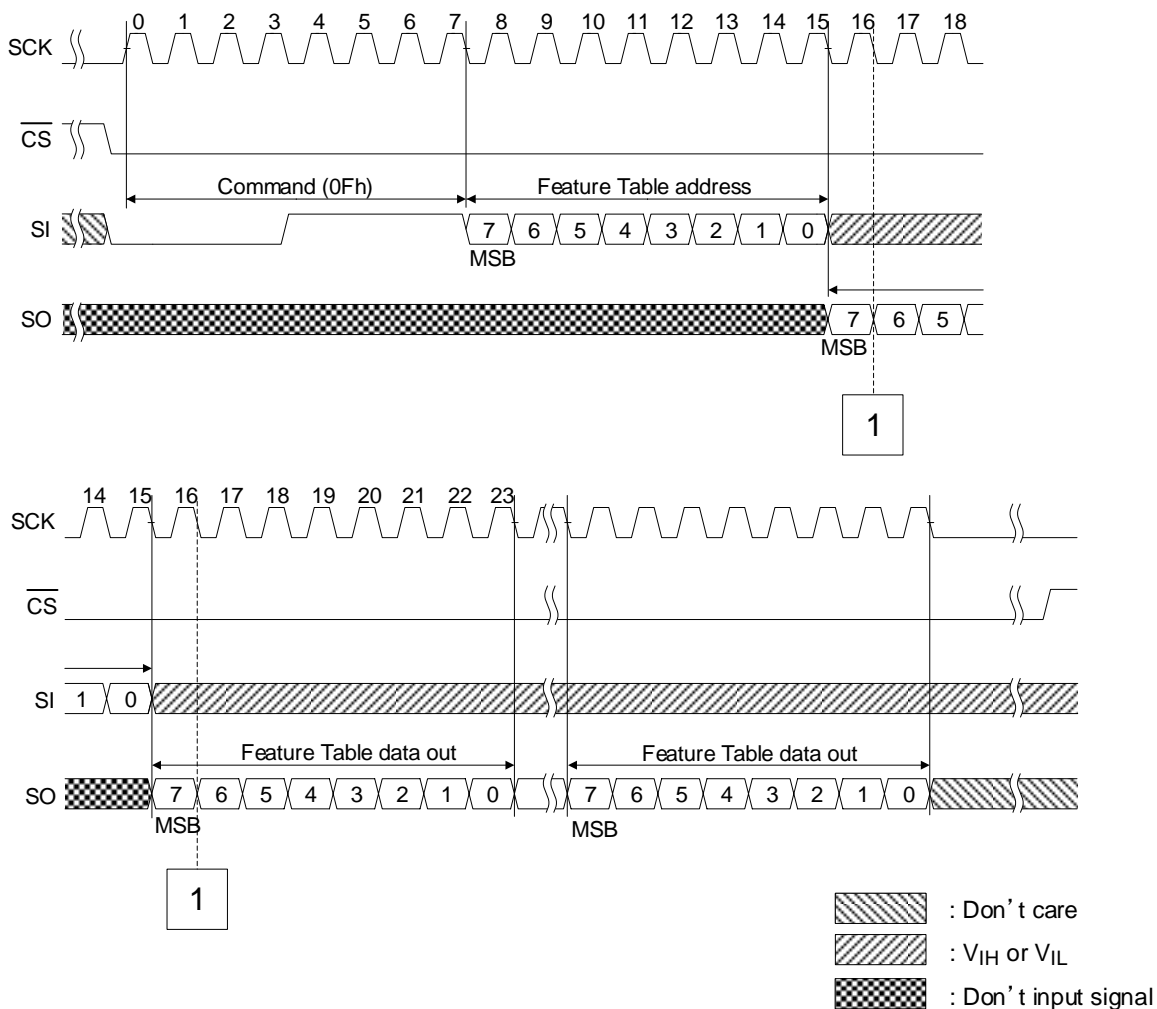 0 1 2 3 4 5 6 7 8 9 10 11 12 13 14 15 16 17 18
SCK
CS
Command (0Fh) Feature Table address
SI 7 6 5 4 3 2 1 0
MSB
SO 7 6 5
MSB
1
14 15 16 17 18 19 20 21 22 23
SCK
CS
SI 1 0
Feature Table data out Feature Table data out
SO 7 6 5 4 3 2 1 0 7 6 5 4 3 2 1 0
MSB MSB
1
: Don't care
: VIH or VIL
: Don't input signal